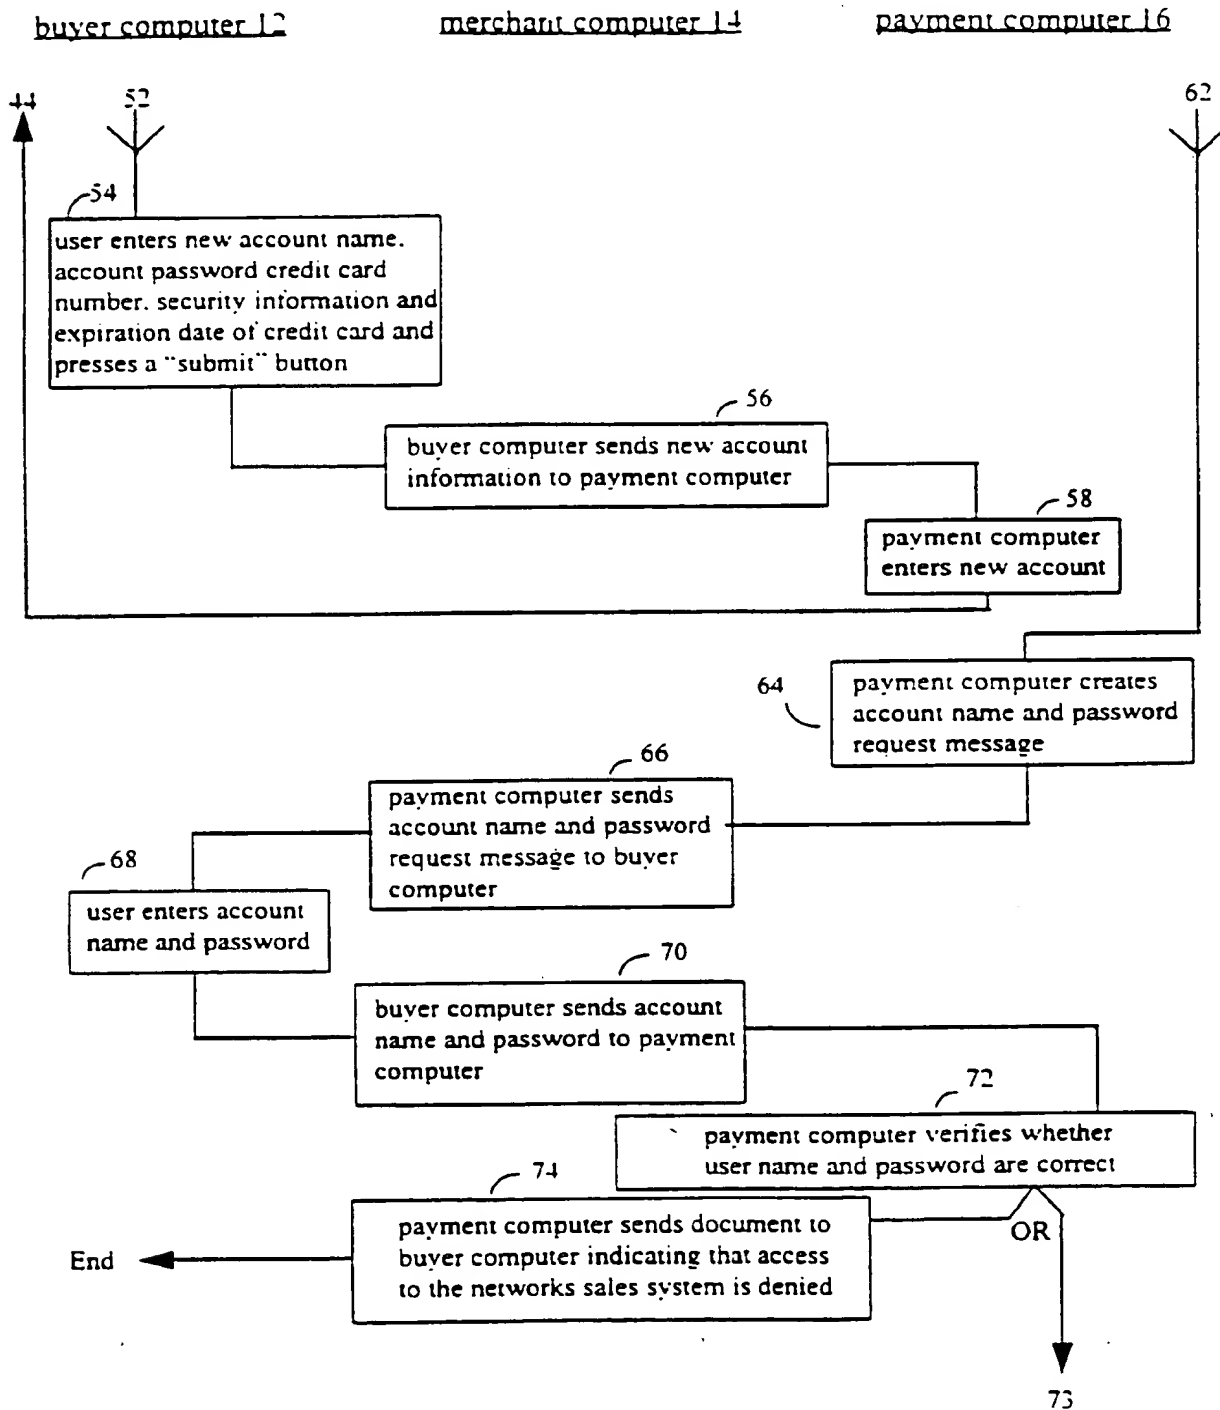 buyer computer 12
merchant computer 14
payment computer 16
44
52
62
54
user enters new account name.
account password credit card
number. security information and
expiration date of credit card and
presses a "submit" button
56
buyer computer sends new account
information to payment computer
58
payment computer
enters new account
64
payment computer creates
account name and password
request message
66
payment computer sends
account name and password
request message to buyer
computer
68
user enters account
name and password
70
buyer computer sends account
name and password to payment
computer
72
payment computer verifies whether
user name and password are correct
74
payment computer sends document to
buyer computer indicating that access
to the networks sales system is denied
OR
End
73